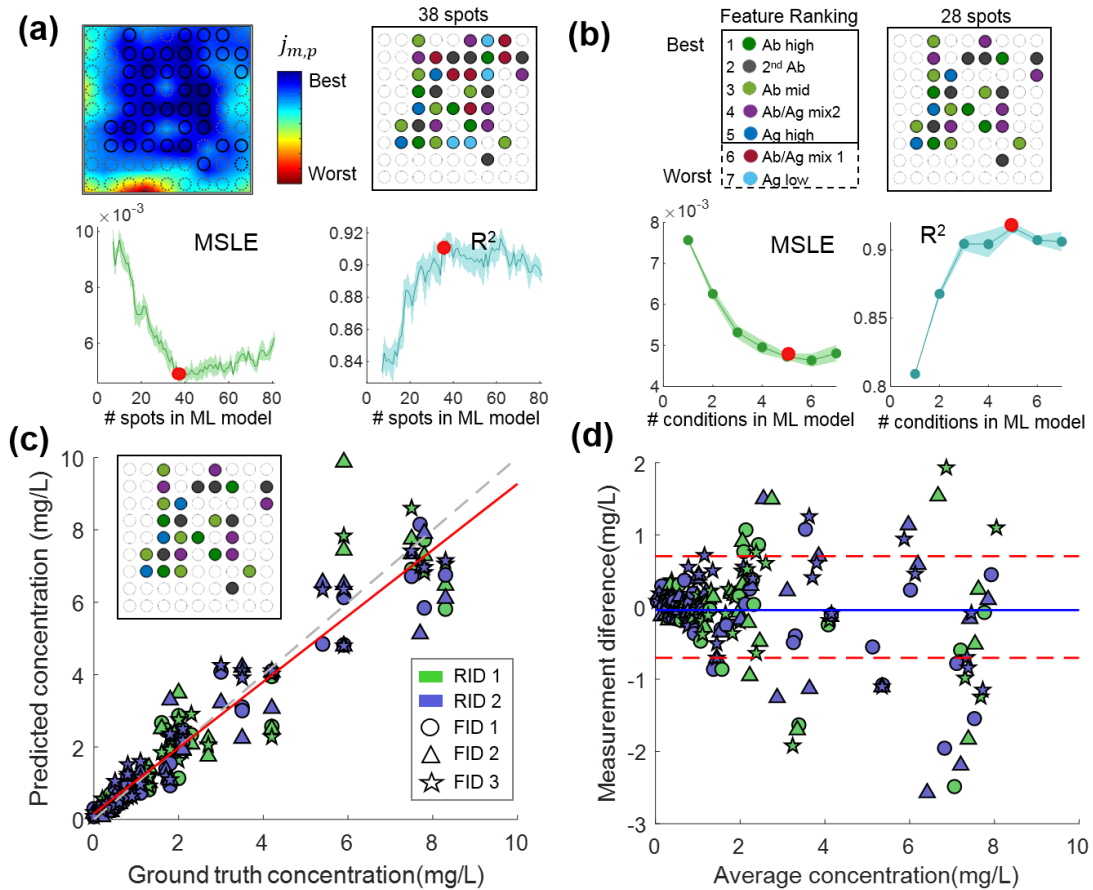 (a)
j_{m,p}
Best
Worst
38 spots
× 10⁻³
10
8
6
MSLE
0 20 40 60 80
# spots in ML model
0.92
0.9
0.88
0.86
0.84
R²
0 20 40 60 80
# spots in ML model
(b)
Feature Ranking
Best
1 Ab high
2 2nd Ab
3 Ab mid
4 Ab/Ag mix2
5 Ag high
6 Ab/Ag mix 1
Worst
7 Ag low
28 spots
8 × 10⁻³
7
6
5
4
MSLE
0 2 4 6
# conditions in ML model
0.9
0.85
0.8
R²
0 2 4 6
# conditions in ML model
(c)
Predicted concentration (mg/L)
10
8
6
4
2
0
RID 1
RID 2
FID 1
FID 2
FID 3
0 2 4 6 8 10
Ground truth concentration(mg/L)
(d)
Measurement diference(mg/L)
2
1
0
-1
-2
-3
0 2 4 6 8 10
Average concentration(mg/L)